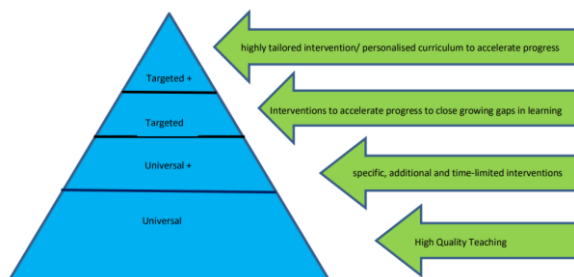 highly tailored intervention/ personalised curriculum to accelerate progress
Targeted +
Interventions to accelerate progress to close growing gaps in learning
Targeted
Universal +
specific, additional and time-limited interventions
Universal
High Quality Teaching